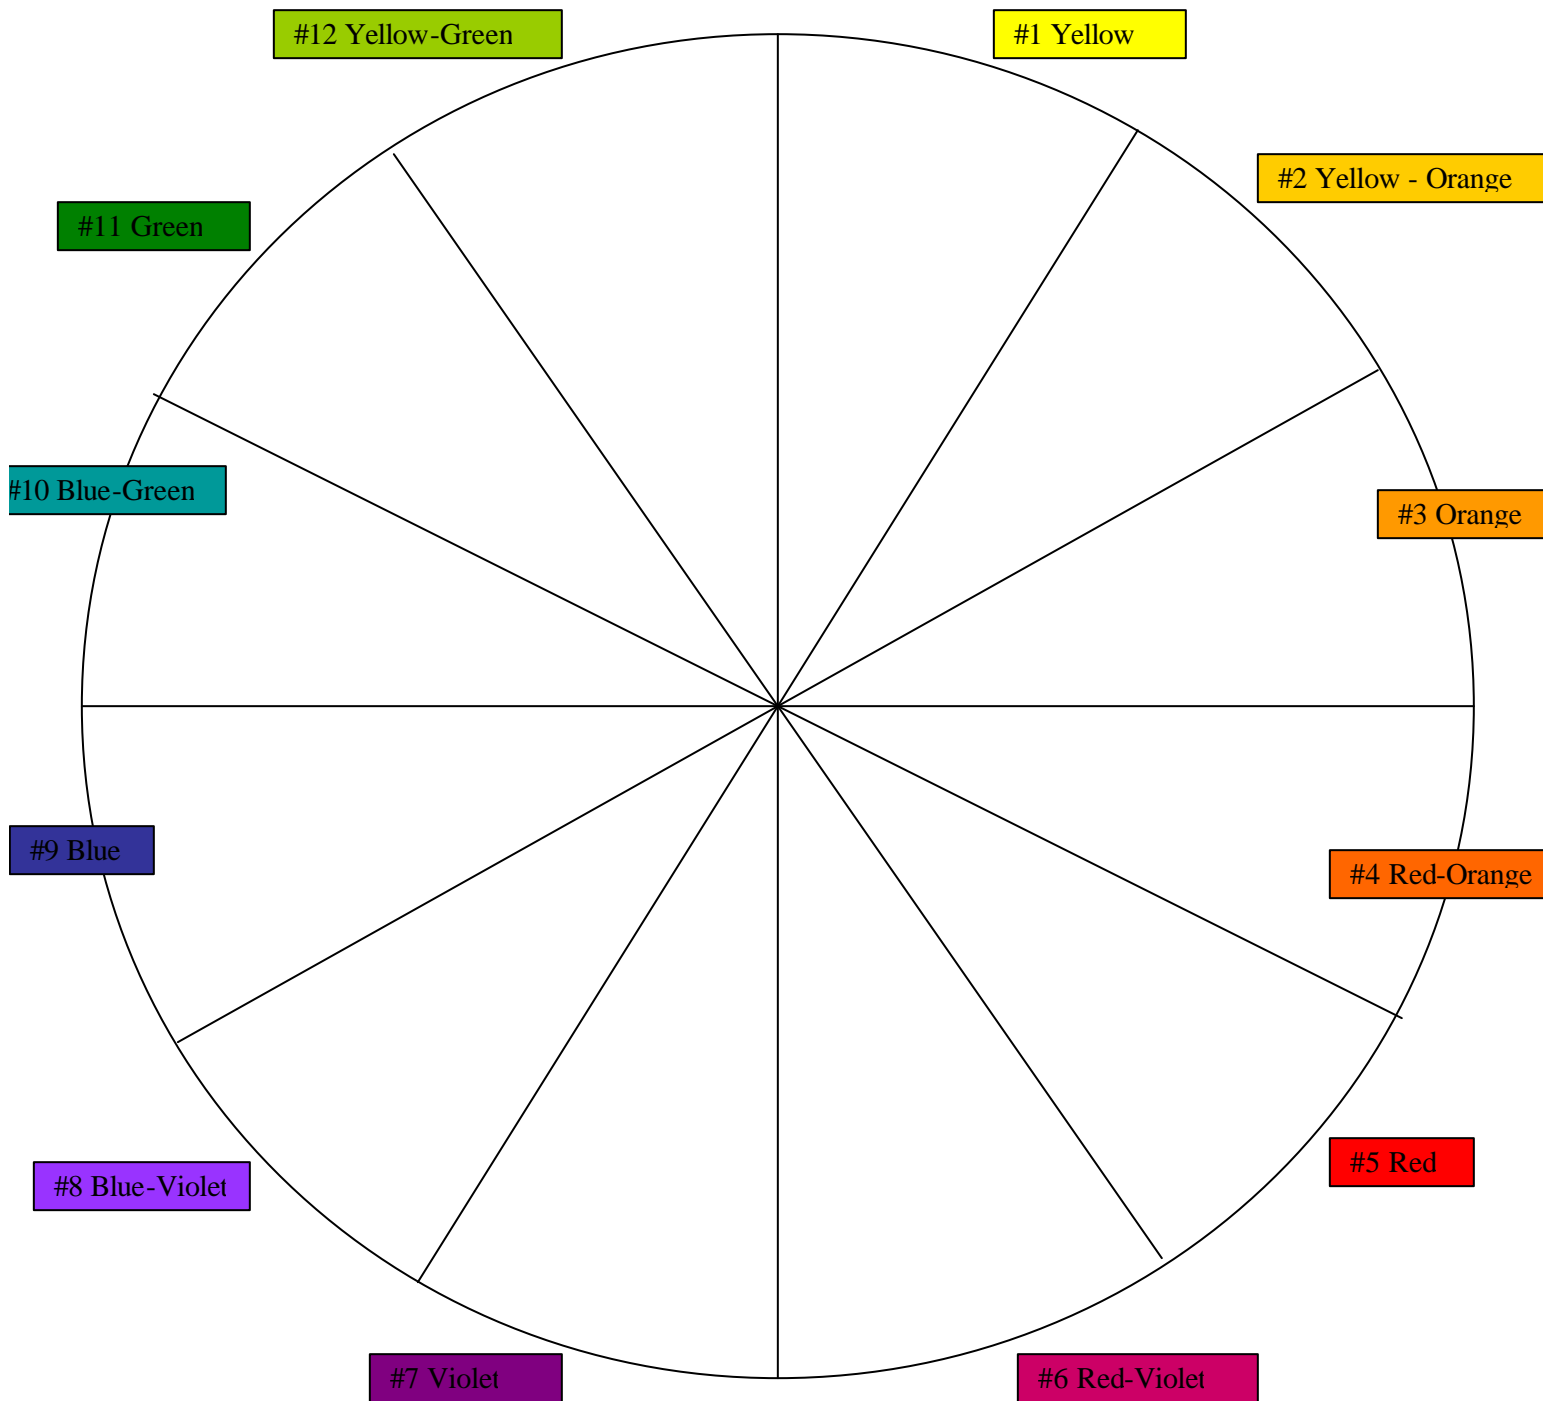 #12 Yellow-Green
#1 Yellow
#2 Yellow - Orange
#11 Green
#10 Blue-Green
#3 Orange
#9 Blue
#4 Red-Orange
#5 Red
#8 Blue-Violet
#7 Violet
#6 Red-Violet